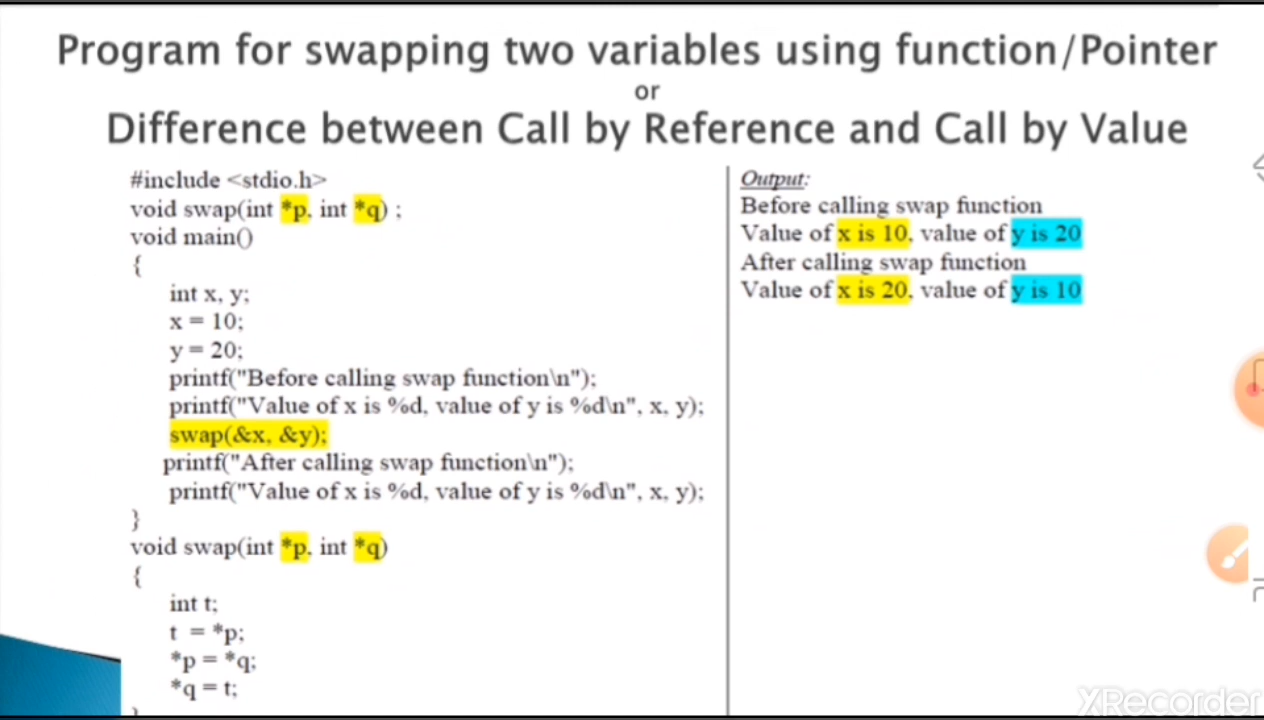 Program for swapping two variables using function/Pointer
or
Difference between Call by Reference and Call by Value
#include <stdio.h>
void swap(int *p, int *q) ;
void main()
{
int x, y;
x = 10;
y = 20;
printf("Before calling swap function\n");
printf("Value of x is %d, value of y is %d\n", x, y);
swap(&x, &y);
printf("After calling swap function\n");
printf("Value of x is %d, value of y is %d\n", x, y);
}
void swap(int *p, int *q)
{
int t;
t = *p;
*p = *q;
*q = t;
Output:
Before calling swap function
Value of x is 10, value of y is 20
After calling swap function
Value of x is 20, value of y is 10
XRecorder